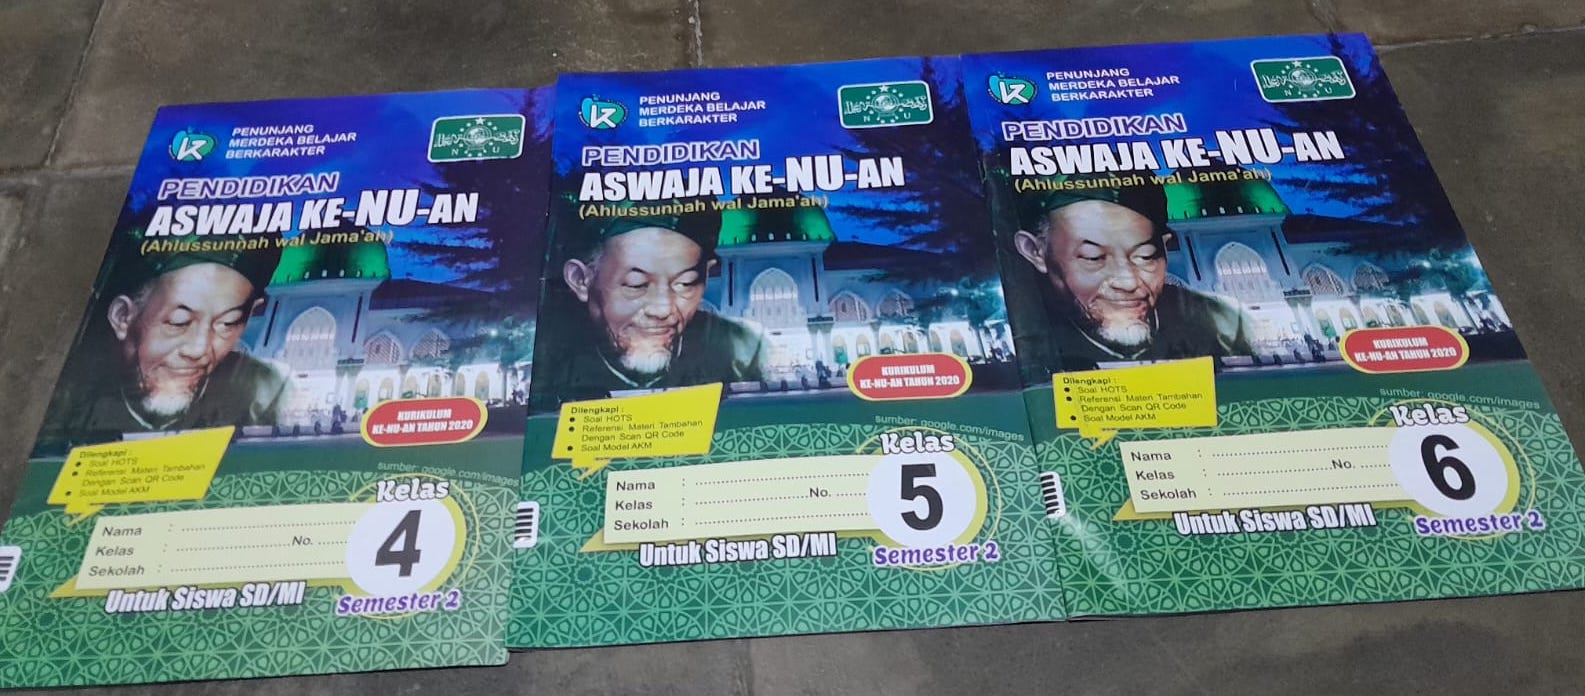 PENUNJANG
MERDEKA BELAJAR
BERKARAKTER
N U
PENDIDIKAN
ASWAJA KE-NU-AN
(Ahlussunnah wal Jama'ah)
KURIKULUM
KE-NU-AN TAHUN 2020
Dilengkapi :
• Soal HOTS
• Referensi Materi Tambahan
Dengan Scan QR Code
• Soal Model AKM
sumber: google.com/images
Kelas
4
Nama : ..............................
Kelas : ....................No. ......
Sekolah : ..............................
Untuk Siswa SD/MI
Semester 2
PENUNJANG
MERDEKA BELAJAR
BERKARAKTER
N U
PENDIDIKAN
ASWAJA KE-NU-AN
(Ahlussunnah wal Jama'ah)
KURIKULUM
KE-NU-AN TAHUN 2020
Dilengkapi :
• Soal HOTS
• Referensi Materi Tambahan
Dengan Scan QR Code
• Soal Model AKM
sumber: google.com/images
Kelas
5
Nama : ..............................
Kelas : ....................No. ......
Sekolah : ..............................
Untuk Siswa SD/MI
Semester 2
PENUNJANG
MERDEKA BELAJAR
BERKARAKTER
N U
PENDIDIKAN
ASWAJA KE-NU-AN
(Ahlussunnah wal Jama'ah)
KURIKULUM
KE-NU-AN TAHUN 2020
Dilengkapi :
• Soal HOTS
• Referensi Materi Tambahan
Dengan Scan QR Code
• Soal Model AKM
sumber: google.com/images
Kelas
6
Nama : ..............................
Kelas : ....................No. ......
Sekolah : ..............................
Untuk Siswa SD/MI
Semester 2